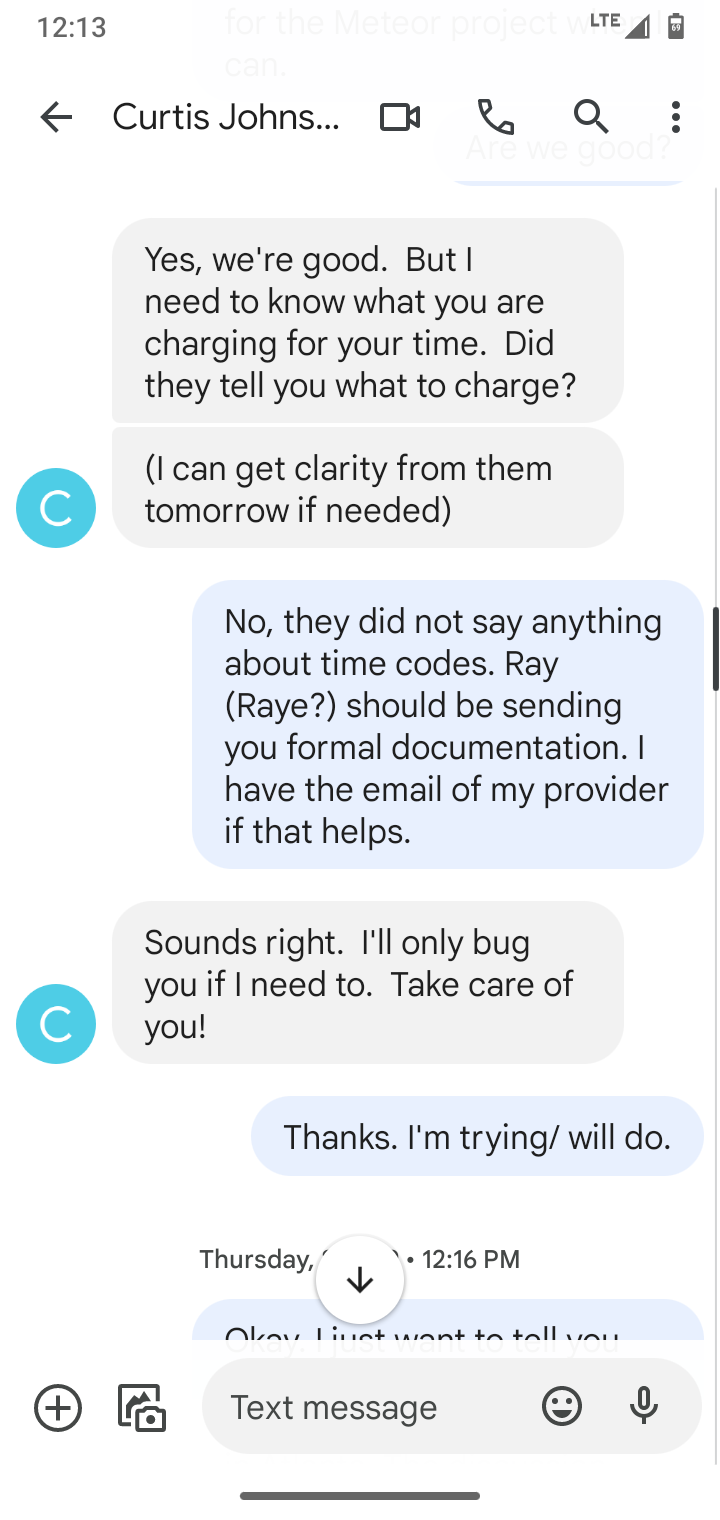 12:13
LTE
69
for the Meteor project when I
can.
Curtis Johns...
Are we good?
Yes, we're good.  But I
need to know what you are
charging for your time.  Did
they tell you what to charge?
(I can get clarity from them
tomorrow if needed)
C
No, they did not say anything
about time codes. Ray
(Raye?) should be sending
you formal documentation. I
have the email of my provider
if that helps.
Sounds right.  I'll only bug
you if I need to.  Take care of
you!
C
Thanks. I'm trying/ will do.
Thursday, • 12:16 PM
Okay. I just want to tell you
Text message